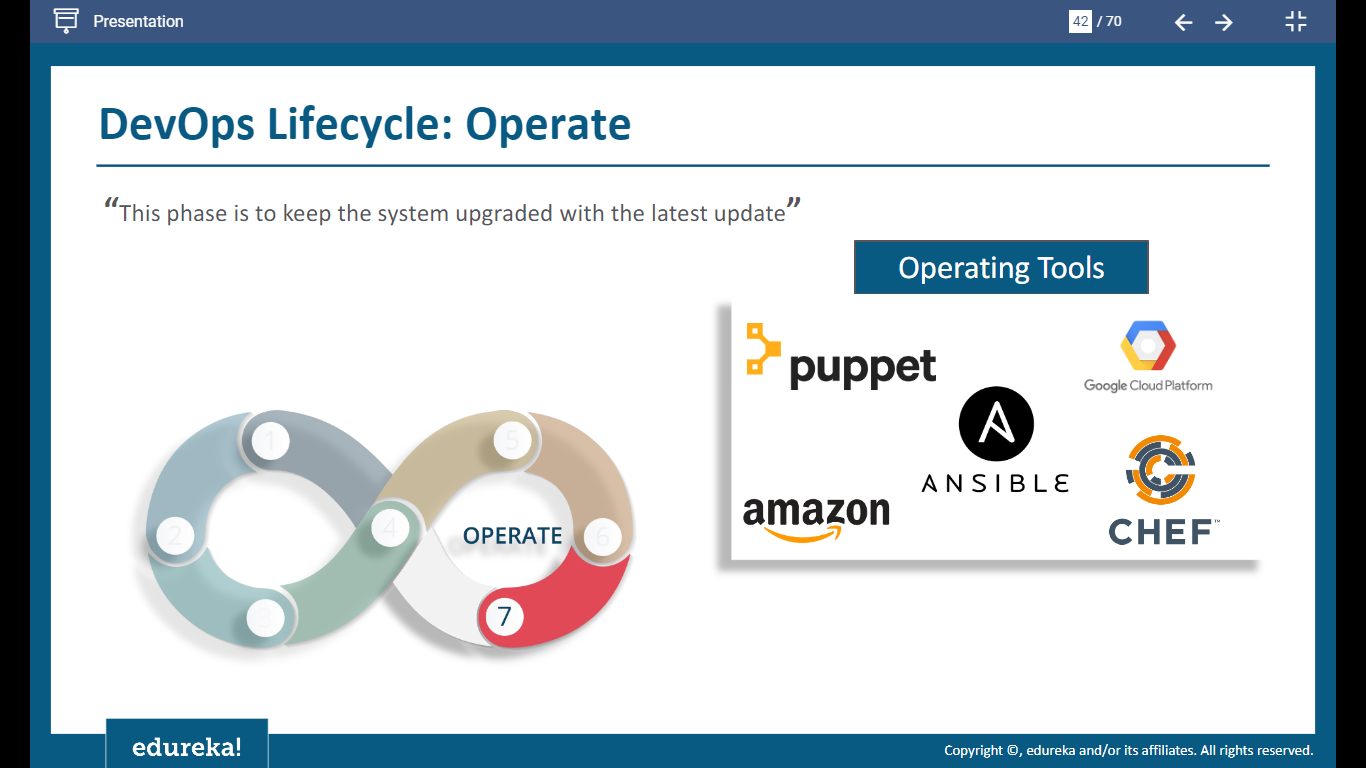 Presentation
42 / 70
DevOps Lifecycle: Operate
“This phase is to keep the system upgraded with the latest update”
Operating Tools
puppet
Google Cloud Platform
ANSIBLE
amazon
CHEF™
1
5
2
4
OPERATE
6
3
7
edureka!
Copyright ©, edureka and/or its affiliates. All rights reserved.